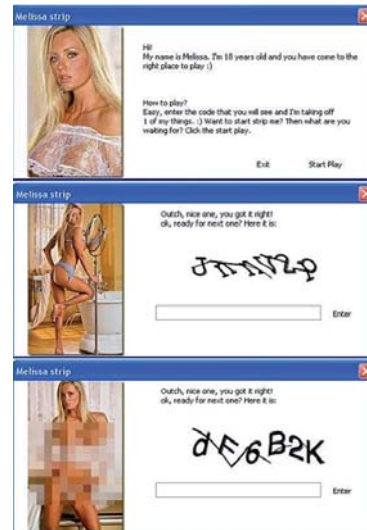 Melissa strip
Hi!
My name is Melissa. I'm 18 years old and you have come to the
right place to play :)
How to play?
Easy, enter the code that you will see and I'm taking off
1 of my things. :) Want to start strip me? Then what are you
waiting for? Click the start play.
Exit Start Play
Melissa strip
Outch, nice one, you got it right!
ok, ready for next one? Here it is:
Enter
Melissa strip
Outch, nice one, you got it right!
ok, ready for next one? Here it is:
dE6B2K
Enter